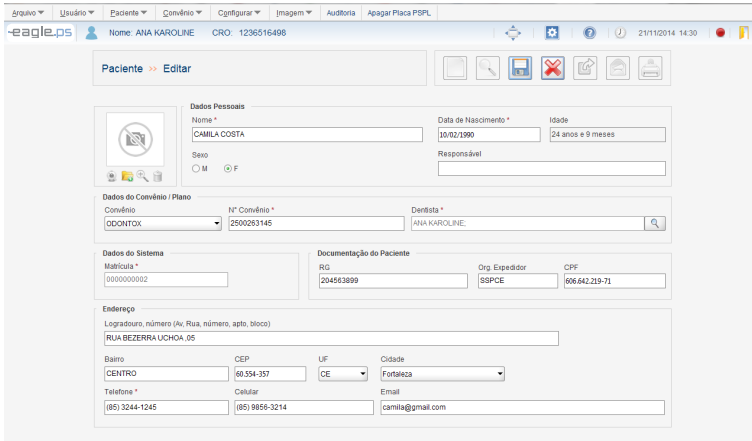 Arquivo Usuário Paciente Convênio Configurar Imagem Auditoria Apagar Placa PSPL
eagle.ps Nome: ANA KAROLINE CRO: 1236516498 21/11/2014 14:30
Paciente >> Editar
Dados Pessoais
Nome * Data de Nascimento * Idade
CAMILA COSTA 10/02/1990 24 anos e 9 meses
Sexo Responsável
M F
Dados do Convênio / Plano
Convênio N° Convênio * Dentista *
ODONTOX 2500263145 ANA KAROLINE;
Dados do Sistema Documentação do Paciente
Matrícula * RG Org. Expedidor CPF
0000000002 204563899 SSPCE 606.642.219-71
Endereço
Logradouro, número (Av, Rua, número, apto, bloco)
RUA BEZERRA UCHOA ,05
Bairro CEP UF Cidade
CENTRO 60.554-357 CE Fortaleza
Telefone * Celular Email
(85) 3244-1245 (85) 9856-3214 camila@gmail.com